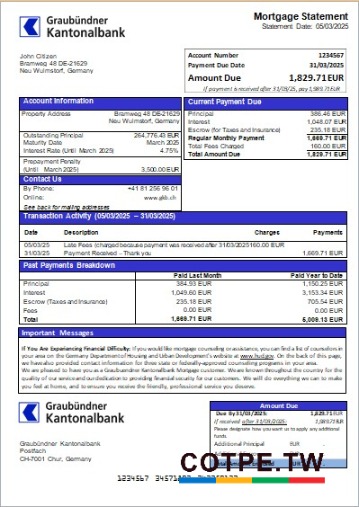 Graubündner
Kantonalbank
Mortgage Statement
Statement Date: 05/03/2025
John Citizen
Bramweg 48 DE-21629
Neu Wulmstorf, Germany
Account Number 1234567
Payment Due Date 31/03/2025
Amount Due 1,829.71 EUR
If payment is received after 31/03/25, pay 1,989.71 EUR
Account Information
Property Address Bramweg 48 DE-21629
Neu Wulmstorf, Germany
Outstanding Principal 264,776.43 EUR
Maturity Date March 2025
Interest Rate (Until March 2025) 4.75%
Prepayment Penalty
(Until March 2025) 3,500.00 EUR
Contact Us
By Phone: +41 81 256 96 01
Online: www.gkb.ch
See back for mailing addresses
Current Payment Due
Principal 386.46 EUR
Interest 1,048.07 EUR
Escrow (for Taxes and Insurance) 235.18 EUR
Regular Monthly Payment 1,669.71 EUR
Total Fees Charged 160.00 EUR
Total Amount Due 1,829.71 EUR
Transaction Activity (05/03/2025 – 31/03/2025)
Date Description Charges Payments
05/03/25 Late Fees (charged because payment was received after 31/03/2025 160.00 EUR
31/03/25 Payment Received – Thank you 1,669.71 EUR
Past Payments Breakdown
Paid Last Month Paid Year to Date
Principal 384.93 EUR 1,150.25 EUR
Interest 1,049.60 EUR 3,153.34 EUR
Escrow (Taxes and Insurance) 235.18 EUR 705.54 EUR
Fees 0.00 EUR 0.00 EUR
Total 1,669.71 EUR 5,009.13 EUR
Important Messages
If You Are Experiencing Financial Difficulty: If you would like mortgage counseling or assistance, you can find a list of counselors in
your area on the Germany Department of Housing and Urban Development's website at www.hud.gov. On the back of this page,
we have also provided contact information for three state or federally-approved counseling programs in your area.
We are pleased to have you as a Graubuendner Kantonalbank Mortgage customer. We are known throughout the country for the
quality of our service and our dedication to providing financial security for our customers. We will do everything we can to make
you feel at home, and to ensure you receive the friendly, professional service you deserve.
Graubündner
Kantonalbank
Graubündner Kantonalbank
Postfach
CH-7001 Chur, Germany
Amount Due
Due By 31/03/2025: 1,829.71 EUR
If received after 31/03/2025: 1,989.71 EUR
Please designate how you want us to apply any additional
funds.
Additional Principal EUR
COTPE.TW
1234567